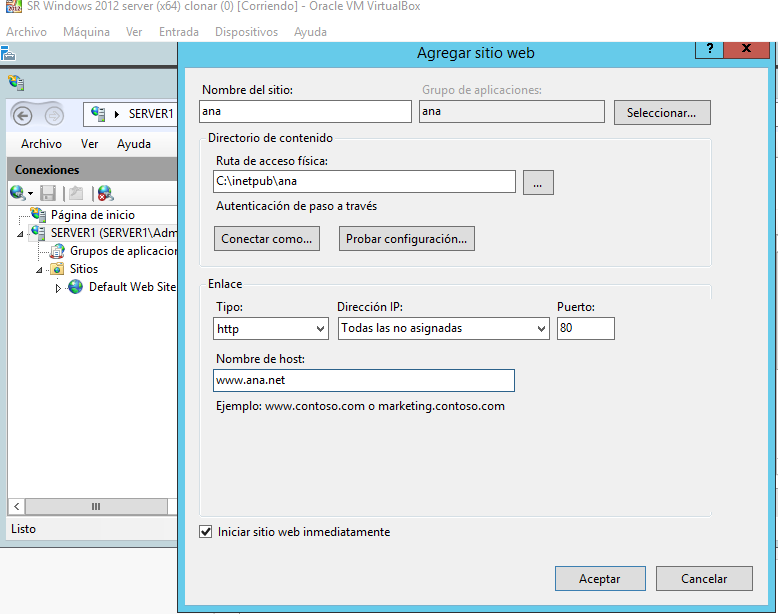 SR Windows 2012 server (x64) clonar (0) [Corriendo] - Oracle VM VirtualBox
Archivo Máquina Ver Entrada Dispositivos Ayuda
Agregar sitio web
? x
SERVER1
Archivo Ver Ayuda
Conexiones
Página de inicio
SERVER1 (SERVER1\Adm
Grupos de aplicacion
Sitios
Default Web Site
Listo
Nombre del sitio:
Grupo de aplicaciones:
ana
ana
Seleccionar...
Directorio de contenido
Ruta de acceso física:
C:\inetpub\ana
...
Autenticación de paso a través
Conectar como...
Probar configuración...
Enlace
Tipo:
Dirección IP:
Puerto:
http
Todas las no asignadas
80
Nombre de host:
www.ana.net
Ejemplo: www.contoso.com o marketing.contoso.com
Iniciar sitio web inmediatamente
Aceptar
Cancelar